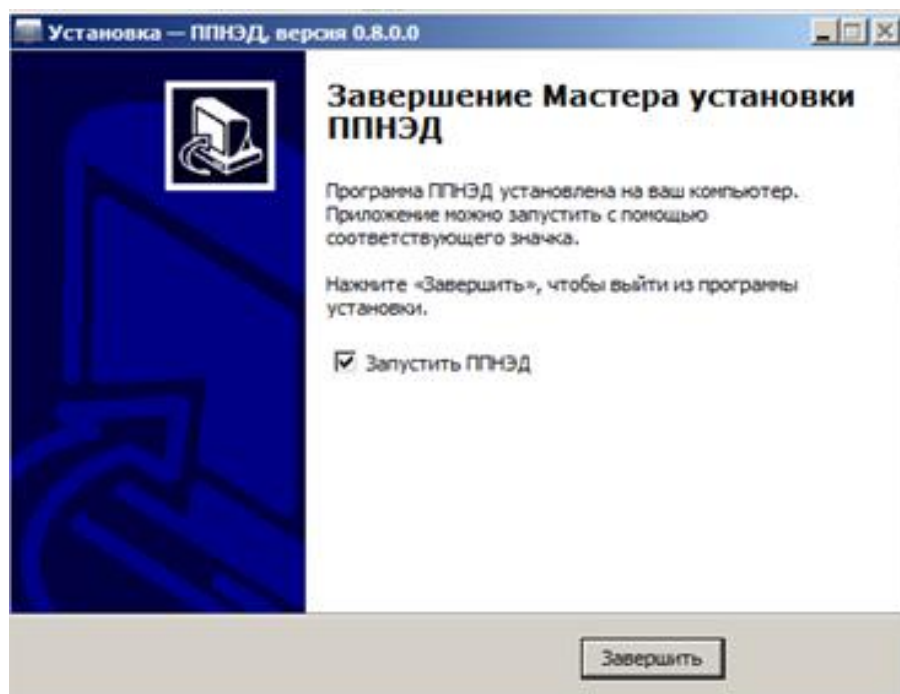 Установка — ППНЭД, версия 0.8.0.0
Завершение Мастера установки
ППНЭД
Программа ППНЭД установлена на ваш компьютер.
Приложение можно запустить с помощью
соответствующего значка.
Нажмите «Завершить», чтобы выйти из программы
установки.
Запустить ППНЭД
Завершить